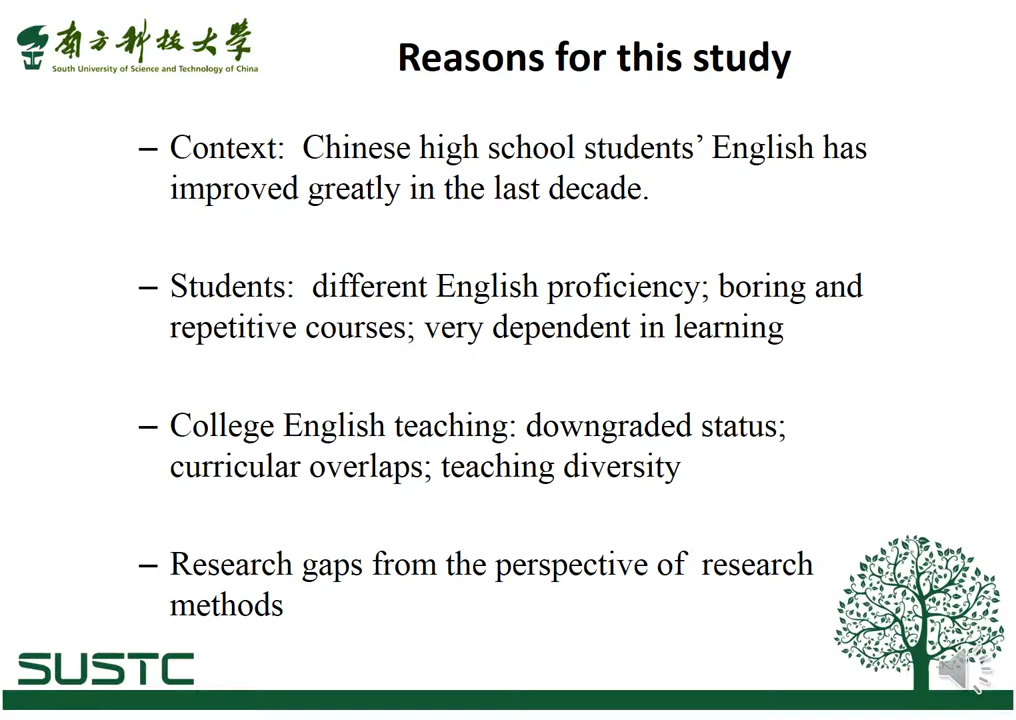 南方科技大学
South University of Science and Technology of China
Reasons for this study
– Context:  Chinese high school students’ English has
improved greatly in the last decade.
– Students:  different English proficiency; boring and
repetitive courses; very dependent in learning
– College English teaching: downgraded status;
curricular overlaps; teaching diversity
– Research gaps from the perspective of  research
methods
SUSTC